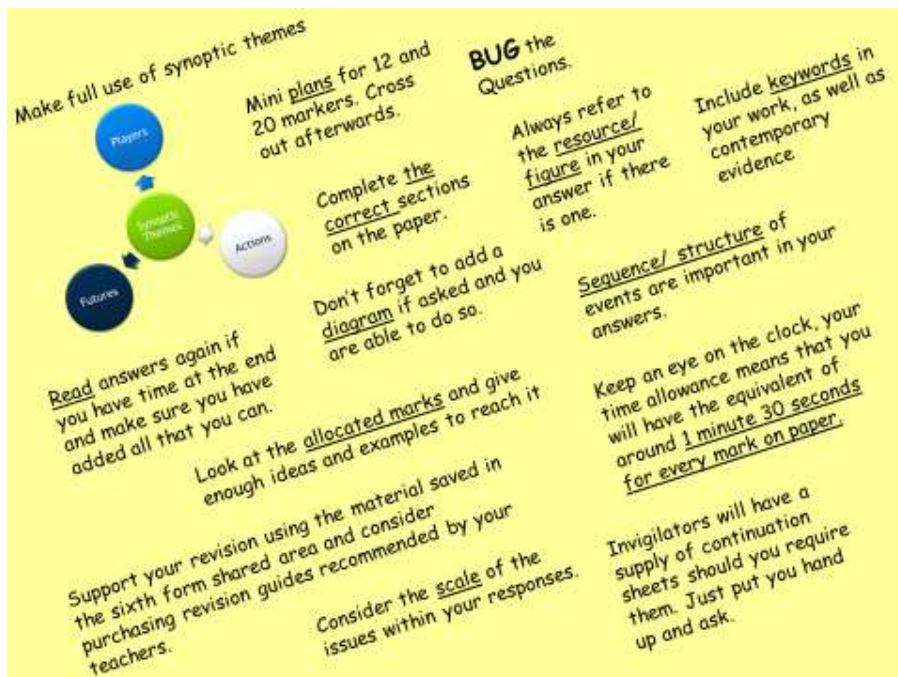 Make full use of synoptic themes
Players
Synoptic
Themes
Actions
Futures
Mini plans for 12 and
20 markers. Cross
out afterwards.
BUG the
Questions.
Always refer to
the resource/
figure in your
answer if there
is one.
Include keywords in
your work, as well as
contemporary
evidence
Complete the
correct sections
on the paper.
Don't forget to add a
diagram if asked and you
are able to do so.
Sequence/ structure of
events are important in your
answers.
Read answers again if
you have time at the end
and make sure you have
added all that you can.
Look at the allocated marks and give
enough ideas and examples to reach it
Keep an eye on the clock, your
time allowance means that you
will have the equivalent of
around 1 minute 30 seconds
for every mark on paper.
Support your revision using the material saved in
the sixth form shared area and consider
purchasing revision guides recommended by your
teachers.
Consider the scale of the
issues within your responses.
Invigilators will have a
supply of continuation
sheets should you require
them. Just put you hand
up and ask.